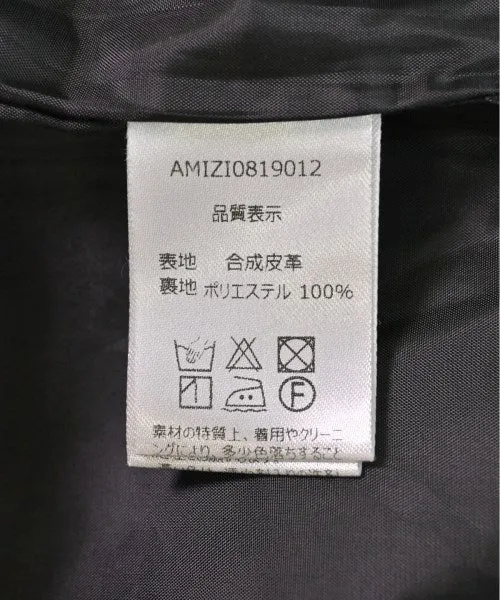 AMIZI0819012
品質表示
表地 合成皮革
裏地 ポリエステル 100%
F
素材の特質上、着用やクリーニ
ングにより、多少色落ちすること